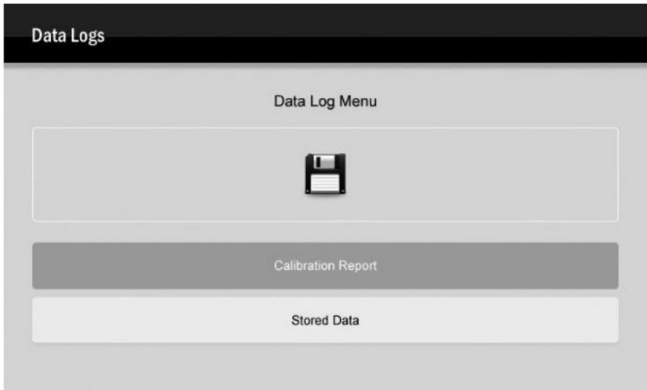 Data Logs
Data Log Menu
Calibration Report
Stored Data